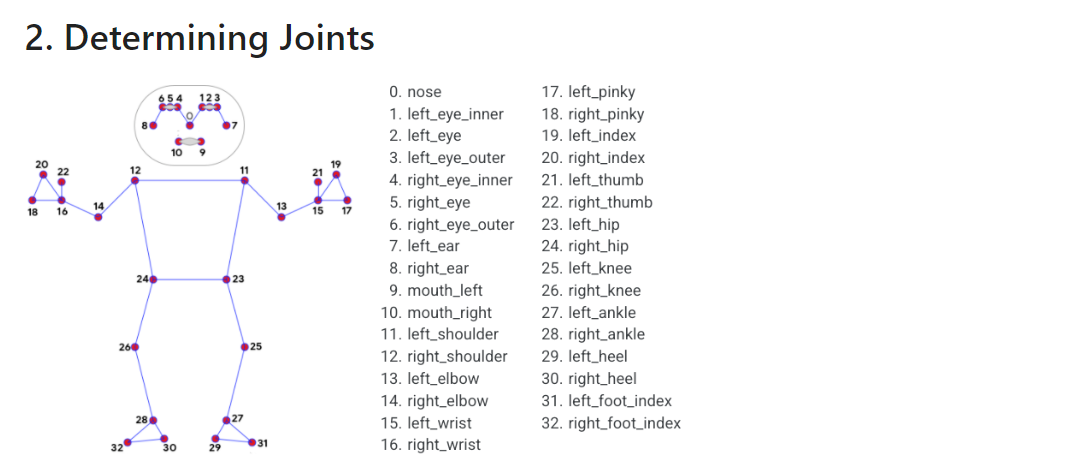 2. Determining Joints
6 5 4 1 2 3
0
8 7
10 9
20 19
22 21
12 11
18 16 14 13 15 17
24 23
26 25
28 27
32 30 29 31
0. nose
1. left_eye_inner
2. left_eye
3. left_eye_outer
4. right_eye_inner
5. right_eye
6. right_eye_outer
7. left_ear
8. right_ear
9. mouth_left
10. mouth_right
11. left_shoulder
12. right_shoulder
13. left_elbow
14. right_elbow
15. left_wrist
16. right_wrist
17. left_pinky
18. right_pinky
19. left_index
20. right_index
21. left_thumb
22. right_thumb
23. left_hip
24. right_hip
25. left_knee
26. right_knee
27. left_ankle
28. right_ankle
29. left_heel
30. right_heel
31. left_foot_index
32. right_foot_index